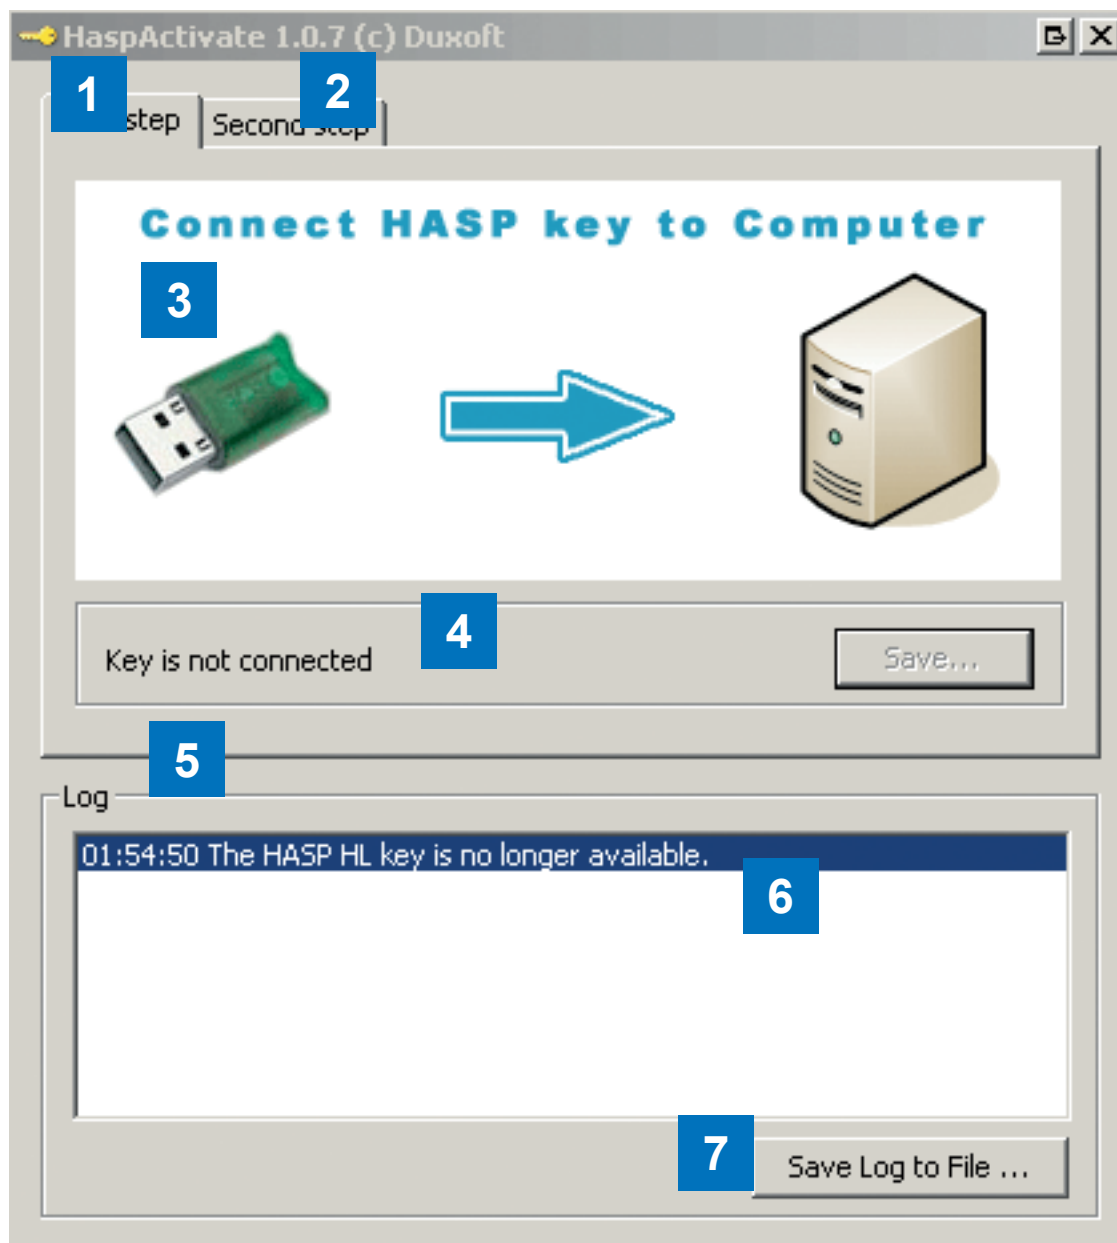 HaspActivate 1.0.7 (c) Duxoft
1
2
step
Second step
Connect HASP key to Computer
3
4
Key is not connected
Save...
5
Log
01:54:50 The HASP HL key is no longer available.
6
7
Save Log to File ...